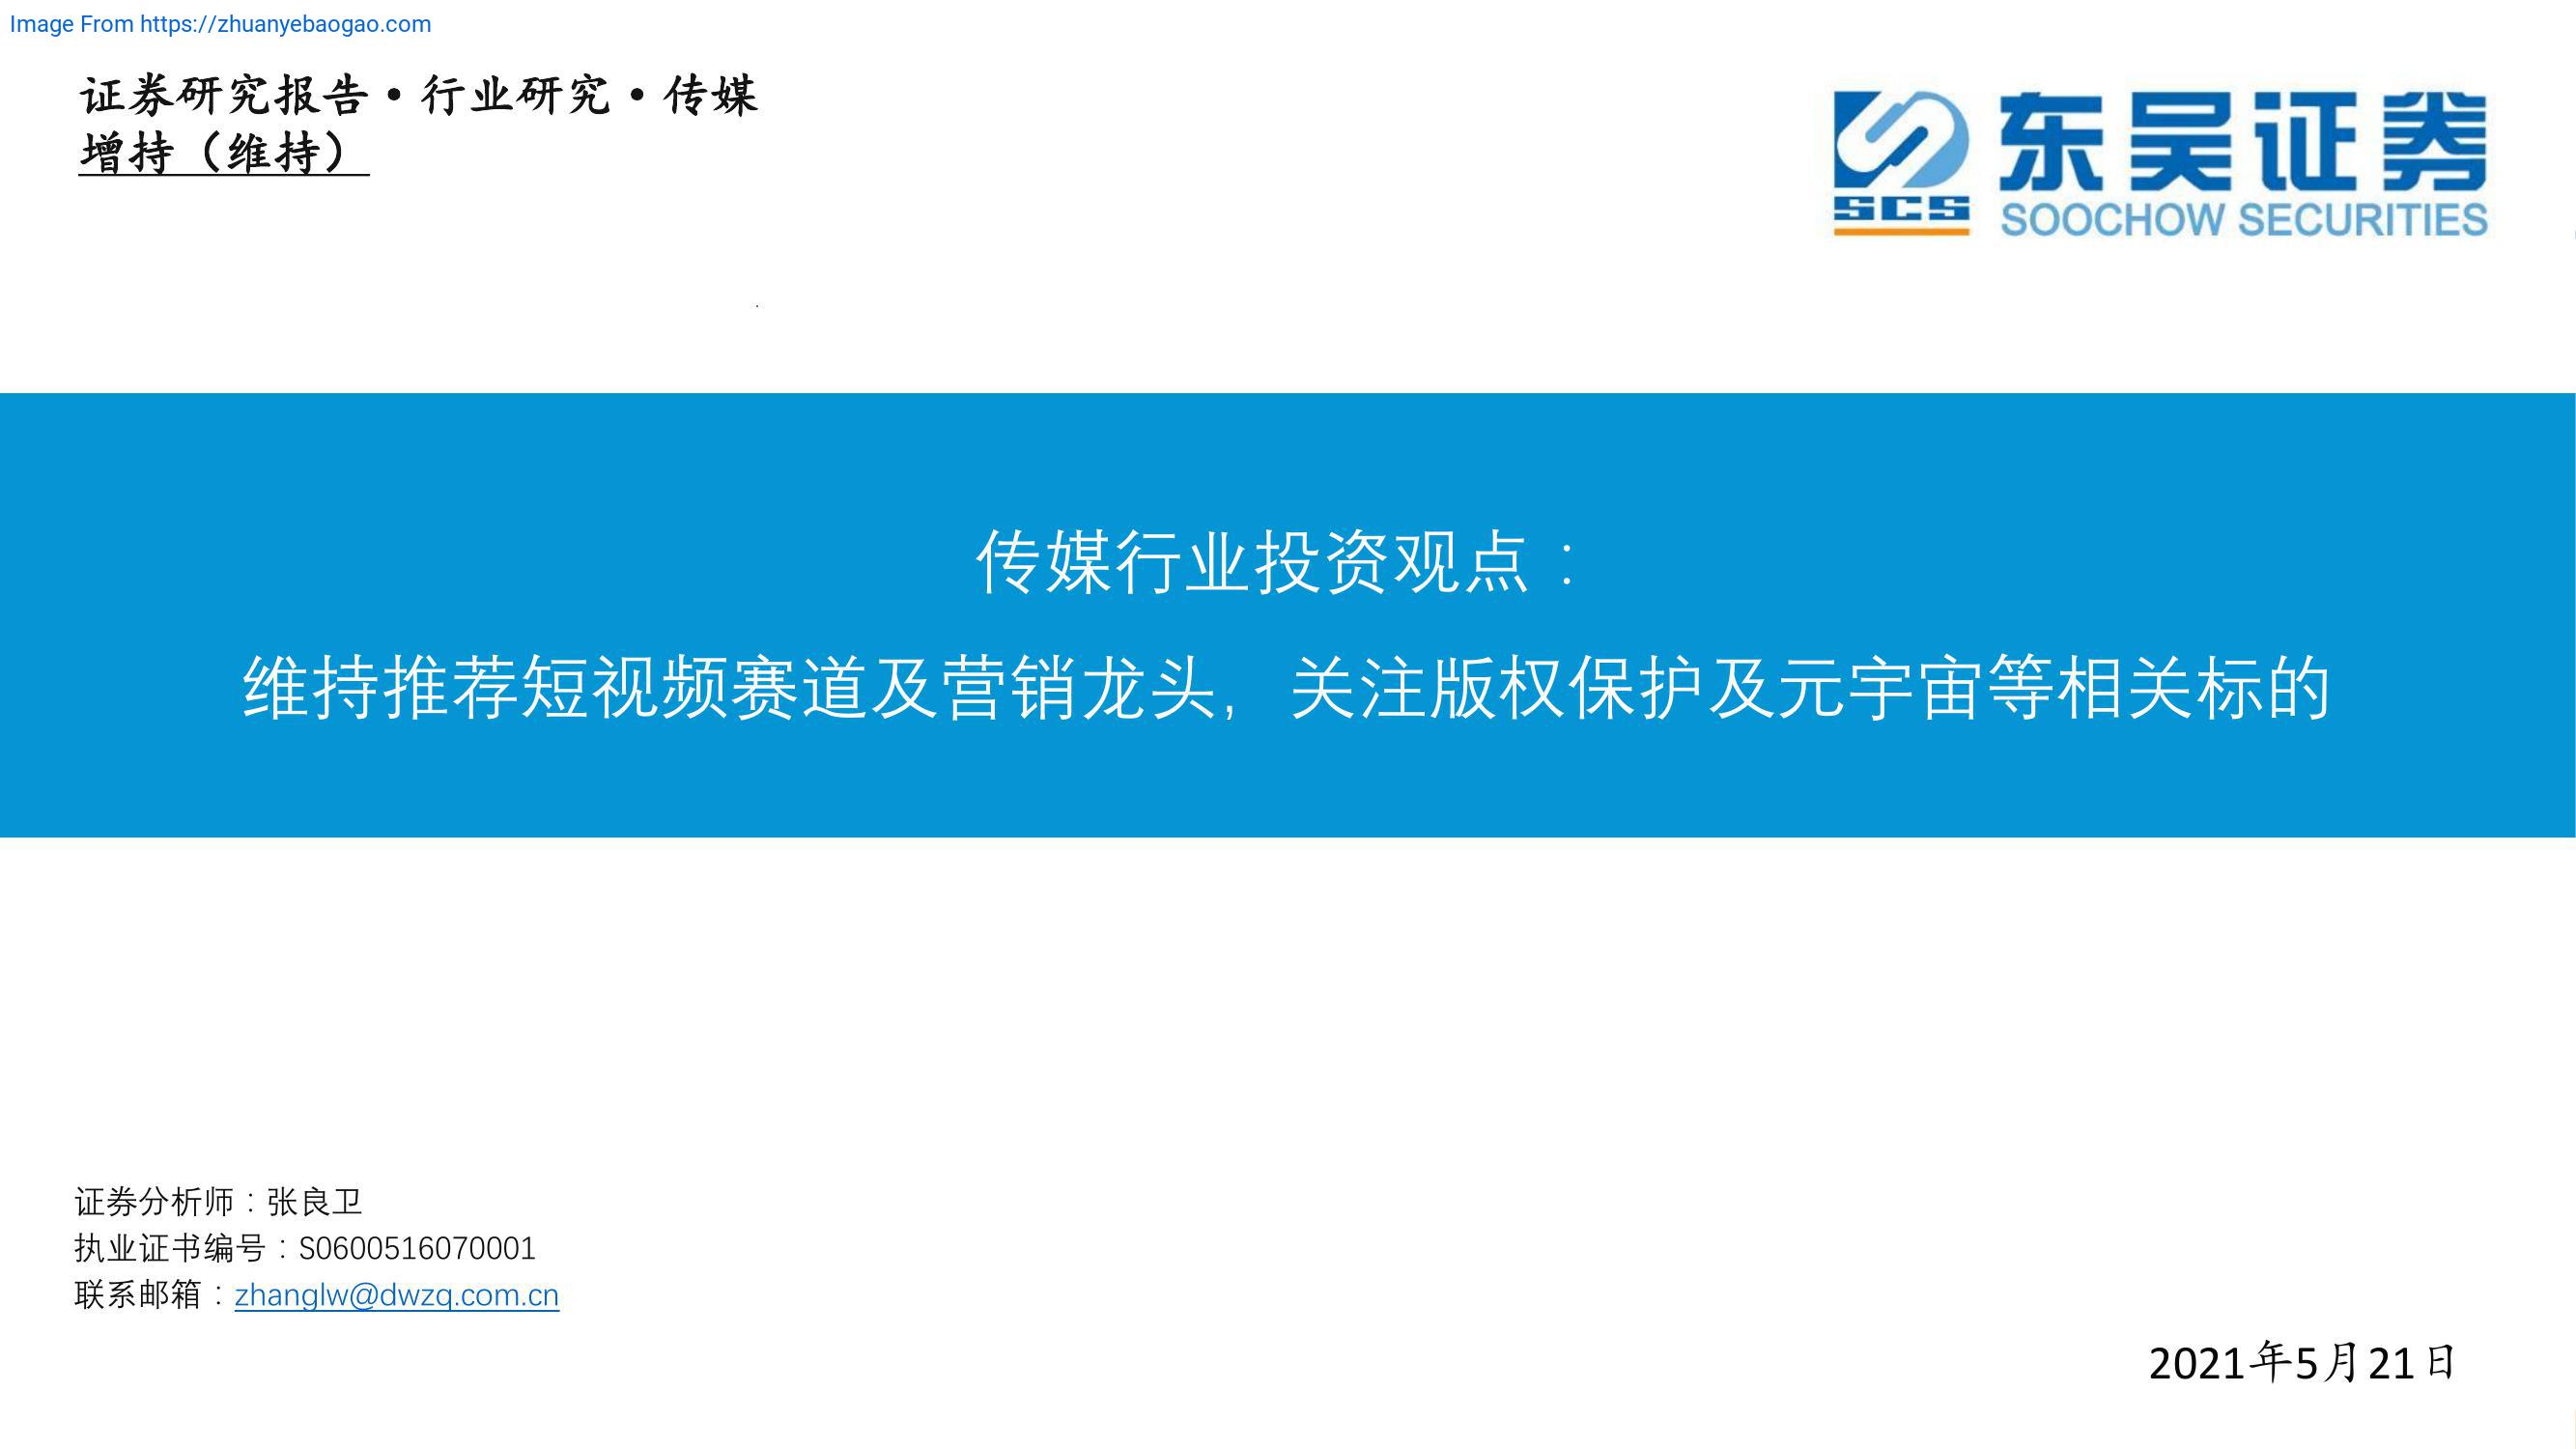 Image From https://zhuanyebaogao.com
证券研究报告·行业研究·传媒
增持（维持）
SCS
东吴证券
SOOCHOW SECURITIES
传媒行业投资观点：
维持推荐短视频赛道及营销龙头，关注版权保护及元宇宙等相关标的
证券分析师：张良卫
执业证书编号：S0600516070001
联系邮箱：zhanglw@dwzq.com.cn
2021年5月21日